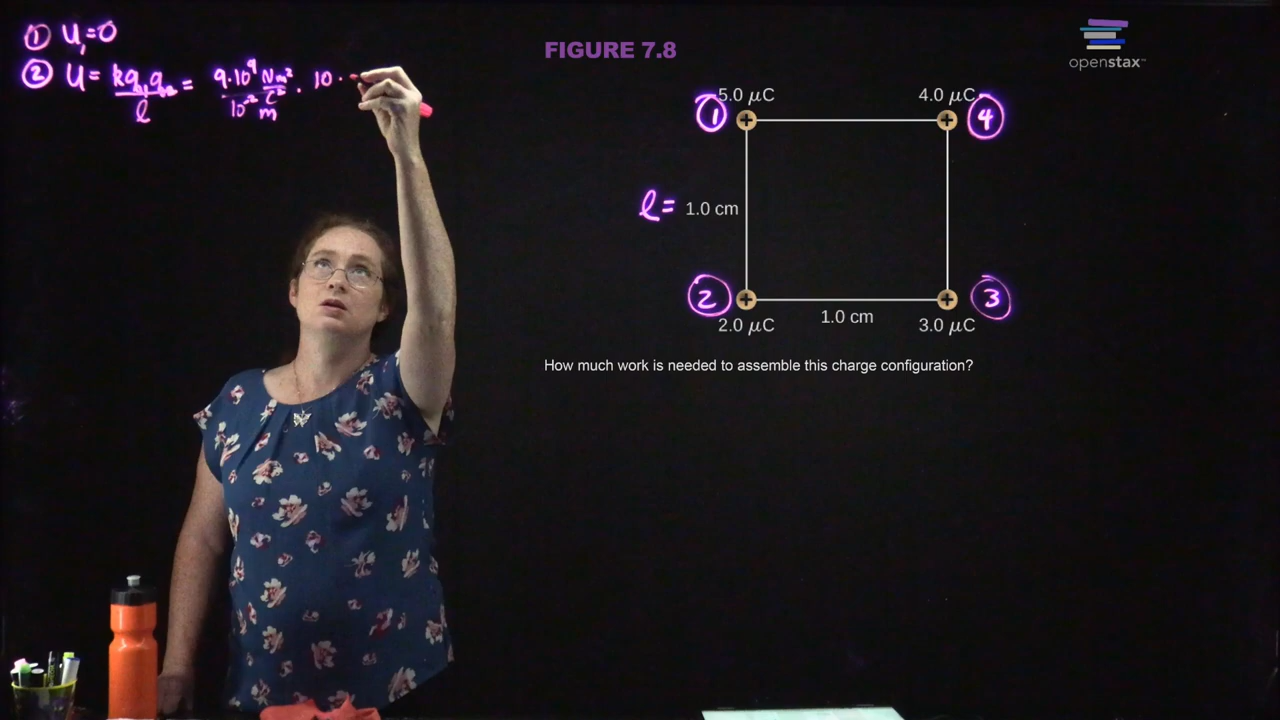 ① U₁=0
② U = kq₁q₂/l = 9·10⁹ Nm²/C² / 10⁻² m · 10 ·
FIGURE 7.8
openstax™
① 5.0 μC
4.0 μC ④
l = 1.0 cm
② ③
1.0 cm
2.0 μC 3.0 μC
How much work is needed to assemble this charge configuration?